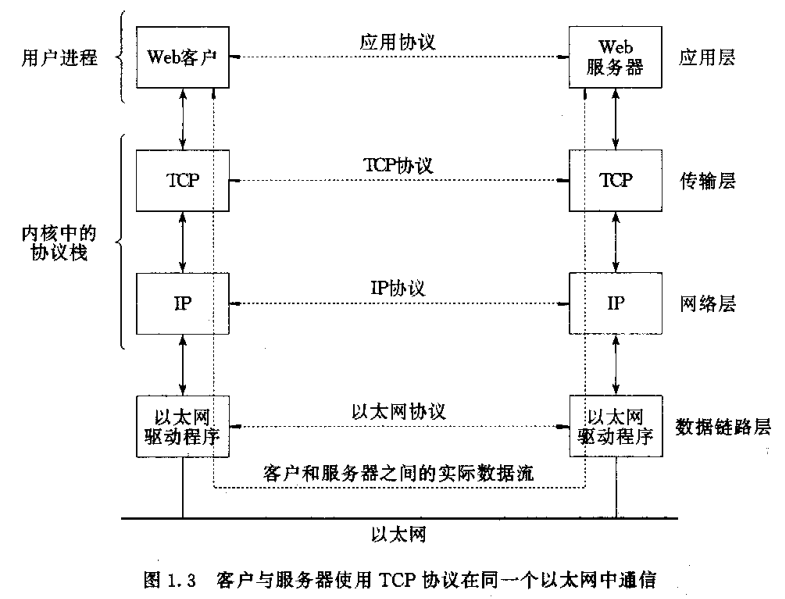 用户进程
Web客户
应用协议
Web
服务器
应用层
TCP
TCP协议
TCP
传输层
内核中的
协议栈
IP
IP协议
IP
网络层
以太网
驱动程序
以太网协议
以太网
驱动程序
数据链路层
客户和服务器之间的实际数据流
以太网
图 1.3 客户与服务器使用 TCP 协议在同一个以太网中通信